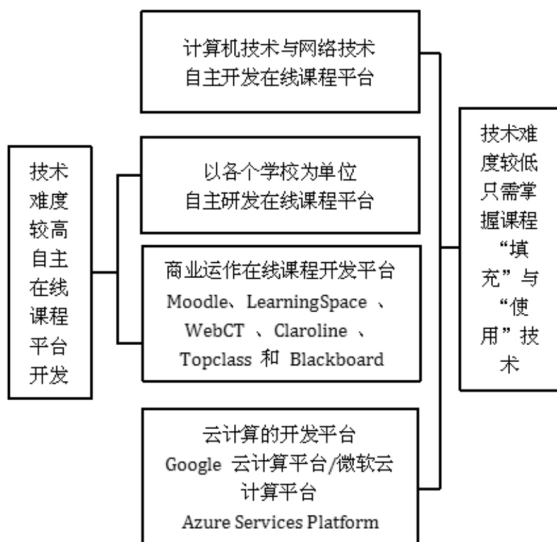 计算机技术与网络技术
自主开发在线课程平台
以各个学校为单位
自主研发在线课程平台
商业运作在线课程开发平台
Moodle、LearningSpace 、
WebCT 、Claroline 、
Topclass 和 Blackboard
云计算的开发平台
Google 云计算平台/微软云
计算平台
Azure Services Platform
技术
难度
较高
自主
在线
课程
平台
开发
技术难
度较低
只需掌
握课程
“填
充”与
“使
用”技
术